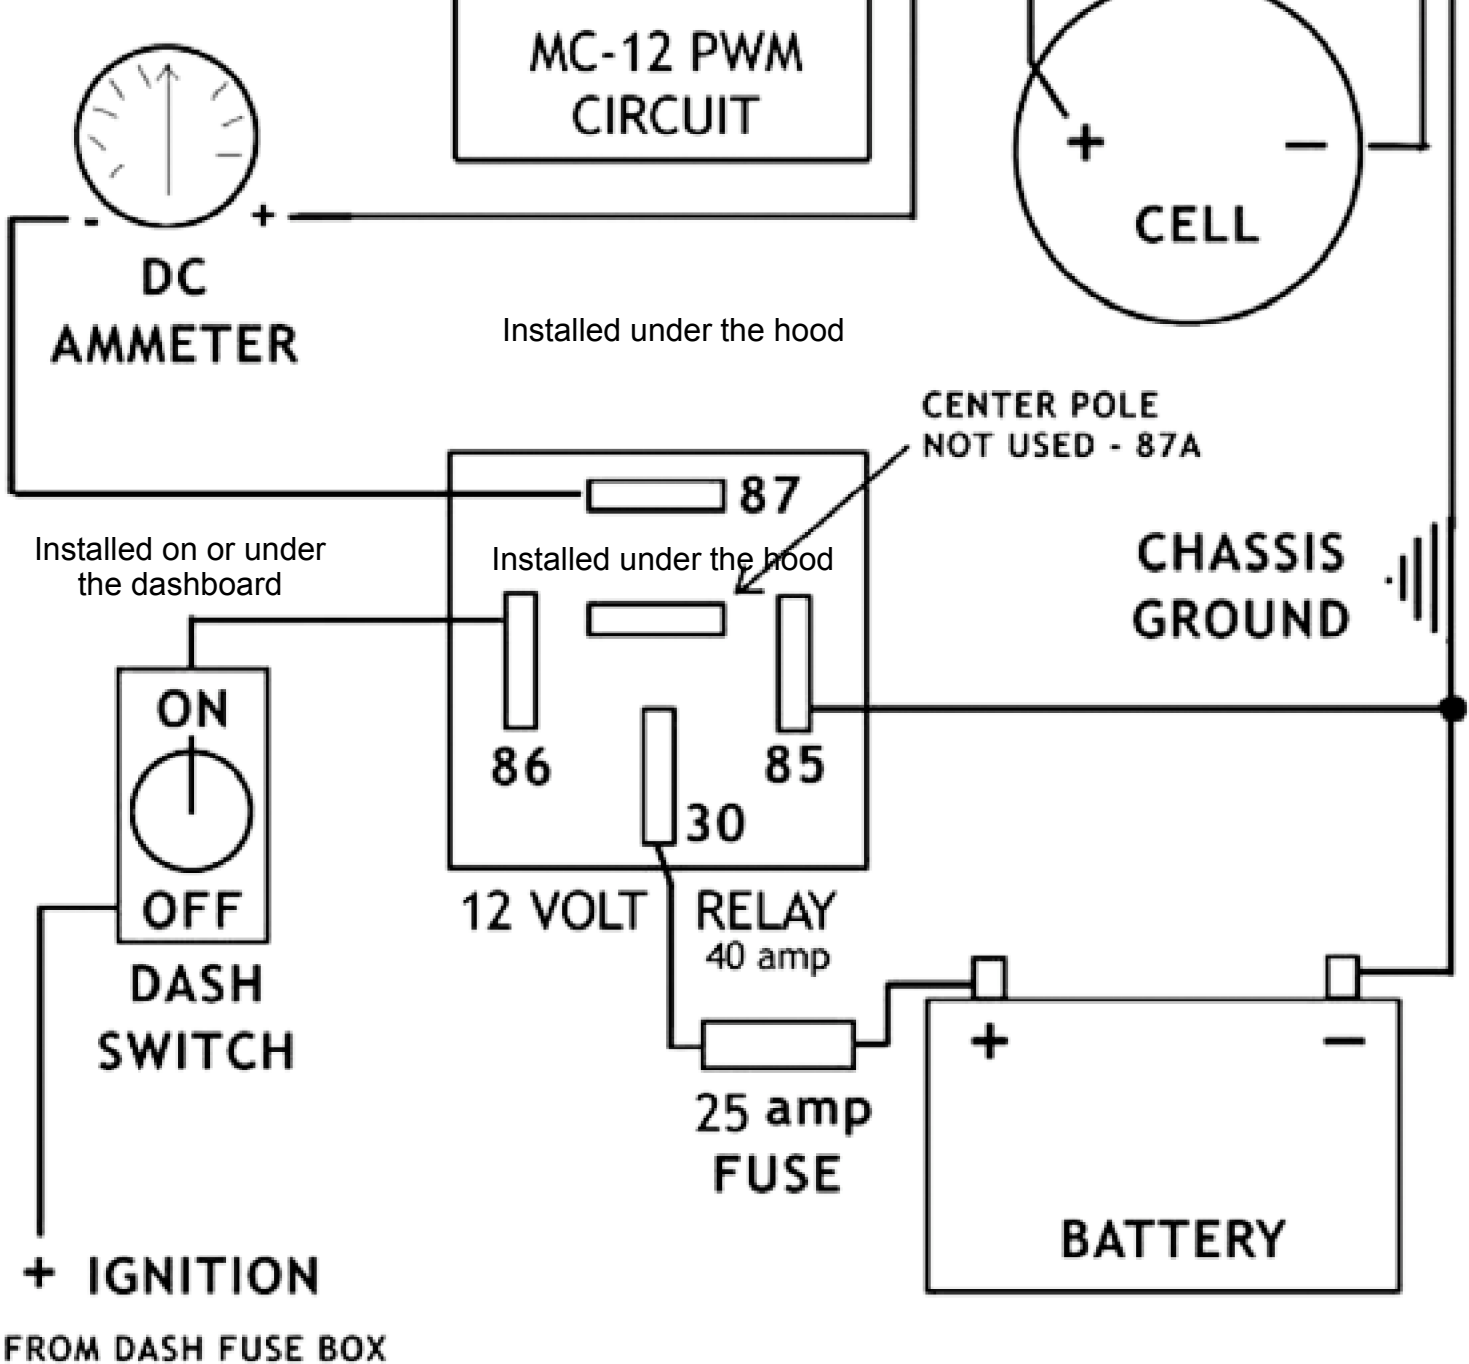 MC-12 PWM
CIRCUIT
+
−
CELL
- +
DC
AMMETER
Installed under the hood
CENTER POLE
NOT USED - 87A
87
Installed on or under
the dashboard
Installed under the hood
CHASSIS
GROUND
ON
OFF
86
85
30
12 VOLT RELAY
40 amp
DASH
SWITCH
25 amp
FUSE
+
−
BATTERY
+ IGNITION
FROM DASH FUSE BOX